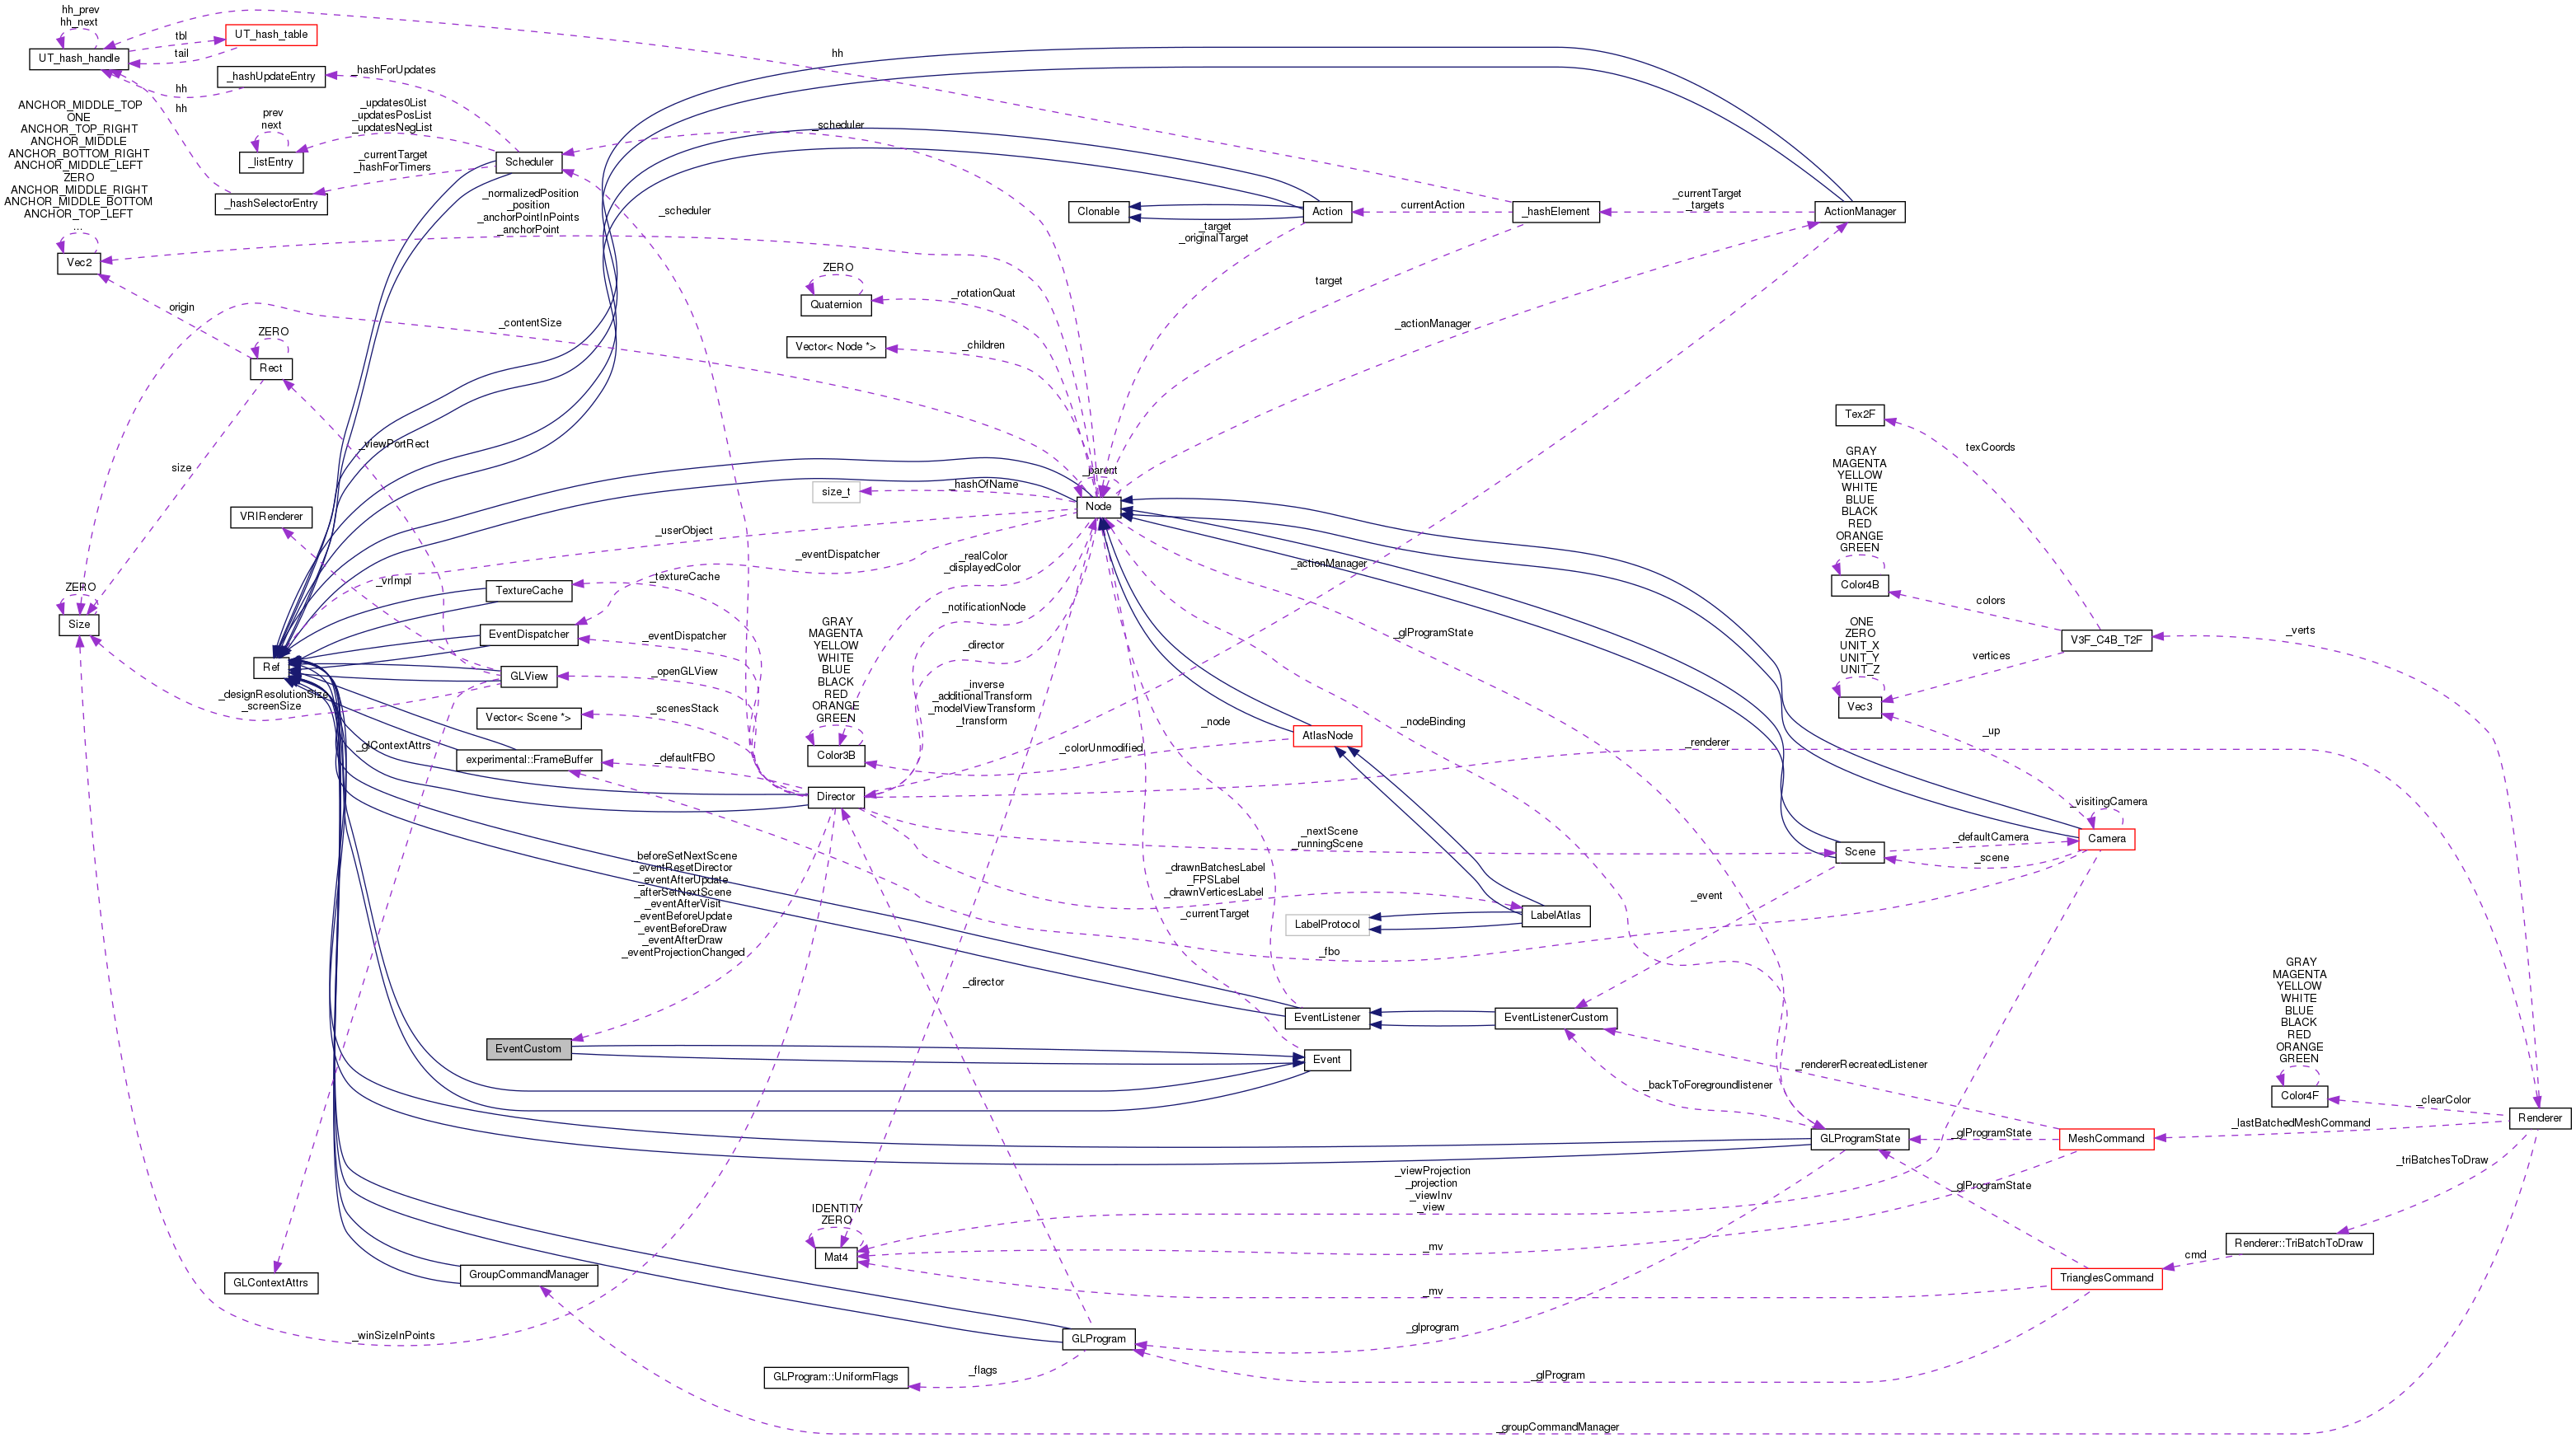 hh_prev
hh_next
UT_hash_handle
tbl
tail
UT_hash_table
_hashUpdateEntry
hh
hh
_hashForUpdates
_updates0List
_updatesPosList
_updatesNegList
prev
next
_listEntry
_currentTarget
_hashForTimers
_hashSelectorEntry
Scheduler
_scheduler
_scheduler
hh
ANCHOR_MIDDLE_TOP
ONE
ANCHOR_TOP_RIGHT
ANCHOR_MIDDLE
ANCHOR_BOTTOM_RIGHT
ANCHOR_MIDDLE_LEFT
ZERO
ANCHOR_MIDDLE_RIGHT
ANCHOR_MIDDLE_BOTTOM
ANCHOR_TOP_LEFT
...
Vec2
_normalizedPosition
_position
_anchorPointInPoints
_anchorPoint
Clonable
Action
currentAction
_hashElement
_currentTarget
_targets
ActionManager
_target
_originalTarget
target
_actionManager
ZERO
Quaternion
_rotationQuat
Vector< Node *>
_children
origin
ZERO
Rect
_contentSize
size
_viewPortRect
Tex2F
texCoords
GRAY
MAGENTA
YELLOW
WHITE
BLUE
BLACK
RED
ORANGE
GREEN
Color4B
colors
_parent
Node
size_t
_hashOfName
VRIRenderer
_vrImpl
_userObject
_eventDispatcher
_realColor
_displayedColor
_actionManager
ZERO
Size
TextureCache
_textureCache
EventDispatcher
_eventDispatcher
Ref
GLView
_openGLView
_designResolutionSize
_screenSize
Vector< Scene *>
_scenesStack
_glContextAttrs
experimental::FrameBuffer
_defaultFBO
GRAY
MAGENTA
YELLOW
WHITE
BLUE
BLACK
RED
ORANGE
GREEN
Color3B
_notificationNode
_director
_inverse
_additionalTransform
_modelViewTransform
_transform
_colorUnmodified
_node
AtlasNode
_glProgramState
_nodeBinding
_renderer
ONE
ZERO
UNIT_X
UNIT_Y
UNIT_Z
Vec3
vertices
V3F_C4B_T2F
_verts
_up
_visitingCamera
Camera
Director
_nextScene
_runningScene
Scene
_defaultCamera
_scene
_beforeSetNextScene
_eventResetDirector
_eventAfterUpdate
_afterSetNextScene
_eventAfterVisit
_eventBeforeUpdate
_eventBeforeDraw
_eventAfterDraw
_eventProjectionChanged
_drawnBatchesLabel
_FPSLabel
_drawnVerticesLabel
_currentTarget
LabelProtocol
LabelAtlas
_fbo
_event
_director
EventCustom
EventListener
EventListenerCustom
Event
_rendererRecreatedListener
_backToForegroundlistener
GRAY
MAGENTA
YELLOW
WHITE
BLUE
BLACK
RED
ORANGE
GREEN
Color4F
_clearColor
Renderer
_lastBatchedMeshCommand
MeshCommand
_glProgramState
GLProgramState
_triBatchesToDraw
_glProgramState
_viewProjection
_projection
_viewInv
_view
IDENTITY
ZERO
Mat4
_mv
Renderer::TriBatchToDraw
cmd
TrianglesCommand
_mv
GLContextAttrs
GroupCommandManager
_winSizeInPoints
GLProgram
_glprogram
_flags
GLProgram::UniformFlags
_glProgram
_groupCommandManager